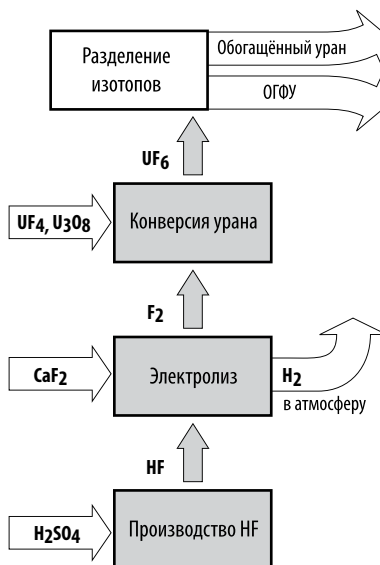 Разделение
изотопов
Обогащённый уран
ОГФУ
UF6
UF4, U3O8
Конверсия урана
F2
CaF2
Электролиз
H2
в атмосферу
HF
H2SO4
Производство HF